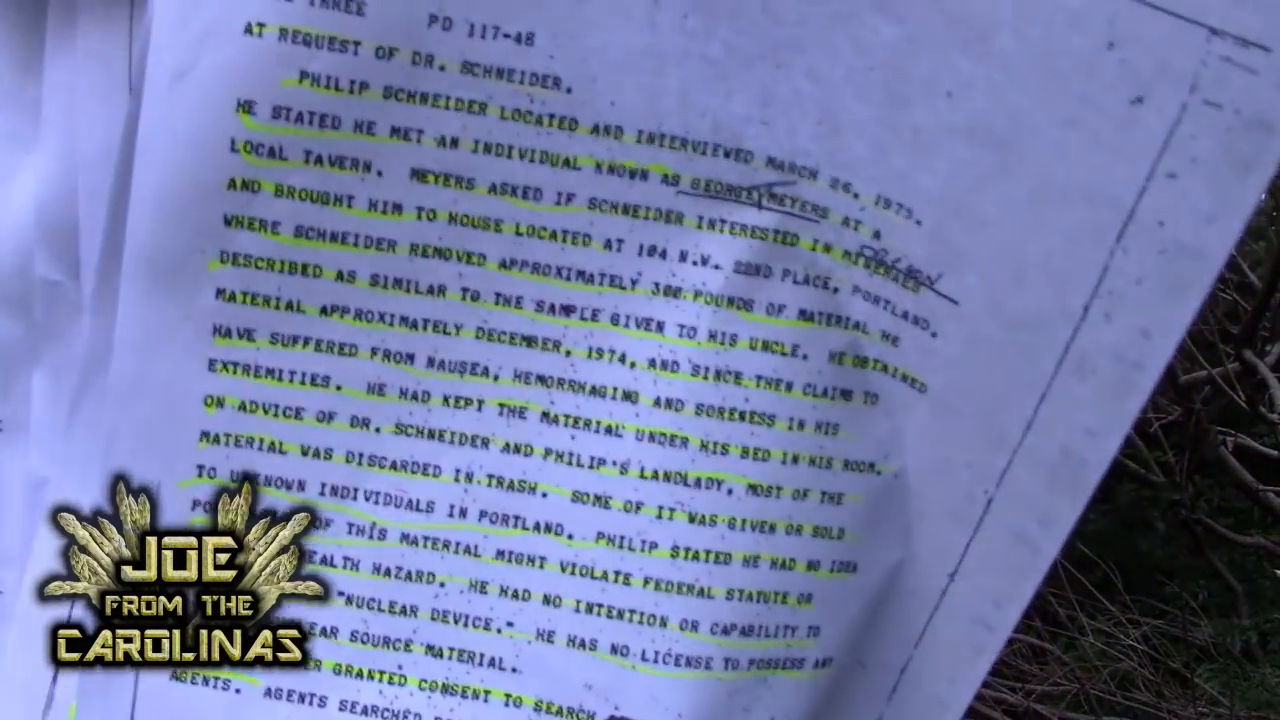 THREE PD 117-48
AT REQUEST OF DR. SCHNEIDER.
PHILIP SCHNEIDER LOCATED AND INTERVIEWED MARCH 26, 1975.
HE STATED HE MET AN INDIVIDUAL KNOWN AS GEORGE MEYERS AT A
LOCAL TAVERN. MEYERS ASKED IF SCHNEIDER INTERESTED IN MINERALS
AND BROUGHT HIM TO HOUSE LOCATED AT 104 N.W. 22ND PLACE, PORTLAND,
WHERE SCHNEIDER REMOVED APPROXIMATELY 300 POUNDS OF MATERIAL HE
DESCRIBED AS SIMILAR TO THE SAMPLE GIVEN TO HIS UNCLE. HE OBTAINED
MATERIAL APPROXIMATELY DECEMBER, 1974, AND SINCE THEN CLAIMS TO
HAVE SUFFERED FROM NAUSEA, HEMORRHAGING AND SORENESS IN HIS
EXTREMITIES. HE HAD KEPT THE MATERIAL UNDER HIS BED IN HIS ROOM.
ON ADVICE OF DR. SCHNEIDER AND PHILIP'S LANDLADY, MOST OF THE
MATERIAL WAS DISCARDED IN TRASH. SOME OF IT WAS GIVEN OR SOLD
TO UNKNOWN INDIVIDUALS IN PORTLAND. PHILIP STATED HE HAD NO IDEA
OF THIS MATERIAL MIGHT VIOLATE FEDERAL STATUTE OR
HEALTH HAZARD. HE HAD NO INTENTION OR CAPABILITY TO
"NUCLEAR DEVICE." HE HAS NO LICENSE TO POSSESS ANY
SOURCE MATERIAL.
GRANTED CONSENT TO SEARCH
AGENTS. AGENTS SEARCHED
JOE
FROM THE
CAROLINAS